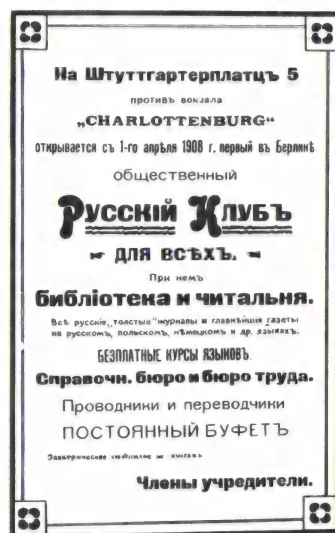 На Штуттгартерплатцѣ 5
противъ вокзала
„CHARLOTTENBURG“
открывается съ 1-го апрѣля 1908 г. первый въ Берлинѣ
общественный
Русскій Клубъ
для всѣхъ.
При немъ
библіотека и читальня.
Всѣ русскіе „толстые“ журналы и главнѣйшія газеты
на русскомъ, польскомъ, нѣмецкомъ и др. языкахъ.
БЕЗПЛАТНЫЕ КУРСЫ ЯЗЫКОВЪ.
Справочн. бюро и бюро труда.
Проводники и переводчики
ПОСТОЯННЫЙ БУФЕТЪ
Электрическое
Члены учредители.